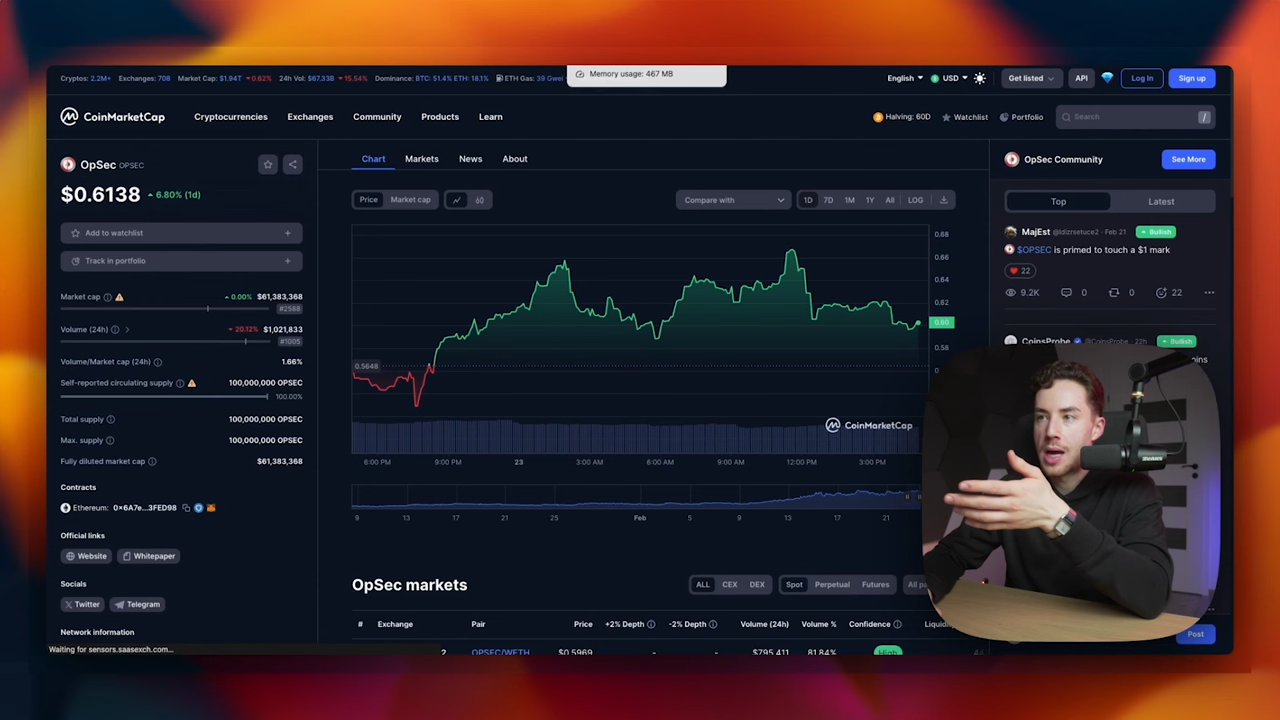 Cryptos: 2.2M+ Exchanges: 708 Market Cap: $1.94T 0.62% 24h Vol: $67.33B 15.54% Dominance: BTC: 51.4% ETH: 18.1% ETH Gas: 39 Gwei
Memory usage: 467 MB
English USD Get listed API Log In Sign up
CoinMarketCap Cryptocurrencies Exchanges Community Products Learn
Halving: 60D Watchlist Portfolio Search /
OpSec OPSEC
$0.6138 6.80% (1d)
Add to watchlist +
Track in portfolio +
Market cap 0.00% $61,383,368
#2588
Volume (24h) 20.12% $1,021,833
#1005
Volume/Market cap (24h) 1.66%
Self-reported circulating supply 100,000,000 OPSEC
100.00%
Total supply 100,000,000 OPSEC
Max. supply 100,000,000 OPSEC
Fully diluted market cap $61,383,368
Contracts
Ethereum: 0x6A7e...3FED98
Official links
Website Whitepaper
Socials
Twitter Telegram
Network information
Waiting for sensors.saasexch.com...
Chart Markets News About
Price Market cap Compare with 1D 7D 1M 1Y All LOG
0.68
0.66
0.64
0.62
0.60
0.58
0.5648
CoinMarketCap
6:00 PM 9:00 PM 23 3:00 AM 6:00 AM 9:00 AM 12:00 PM 3:00 PM
9 13 17 21 25 Feb 5 9 13 17 21
OpSec markets
ALL CEX DEX Spot Perpetual Futures All
# Exchange Pair Price +2% Depth -2% Depth Volume (24h) Volume % Confidence
2 OPSEC/WETH $0.5969 - - $795,411 81.84% High
OpSec Community See More
Top Latest
MajEst @ldlzrsetuce2 · Feb 21 Bullish
$OPSEC is primed to touch a $1 mark
22
9.2K 0 0 22 ...
CoinsProbe @CoinsProbe · 22h Bullish
Post